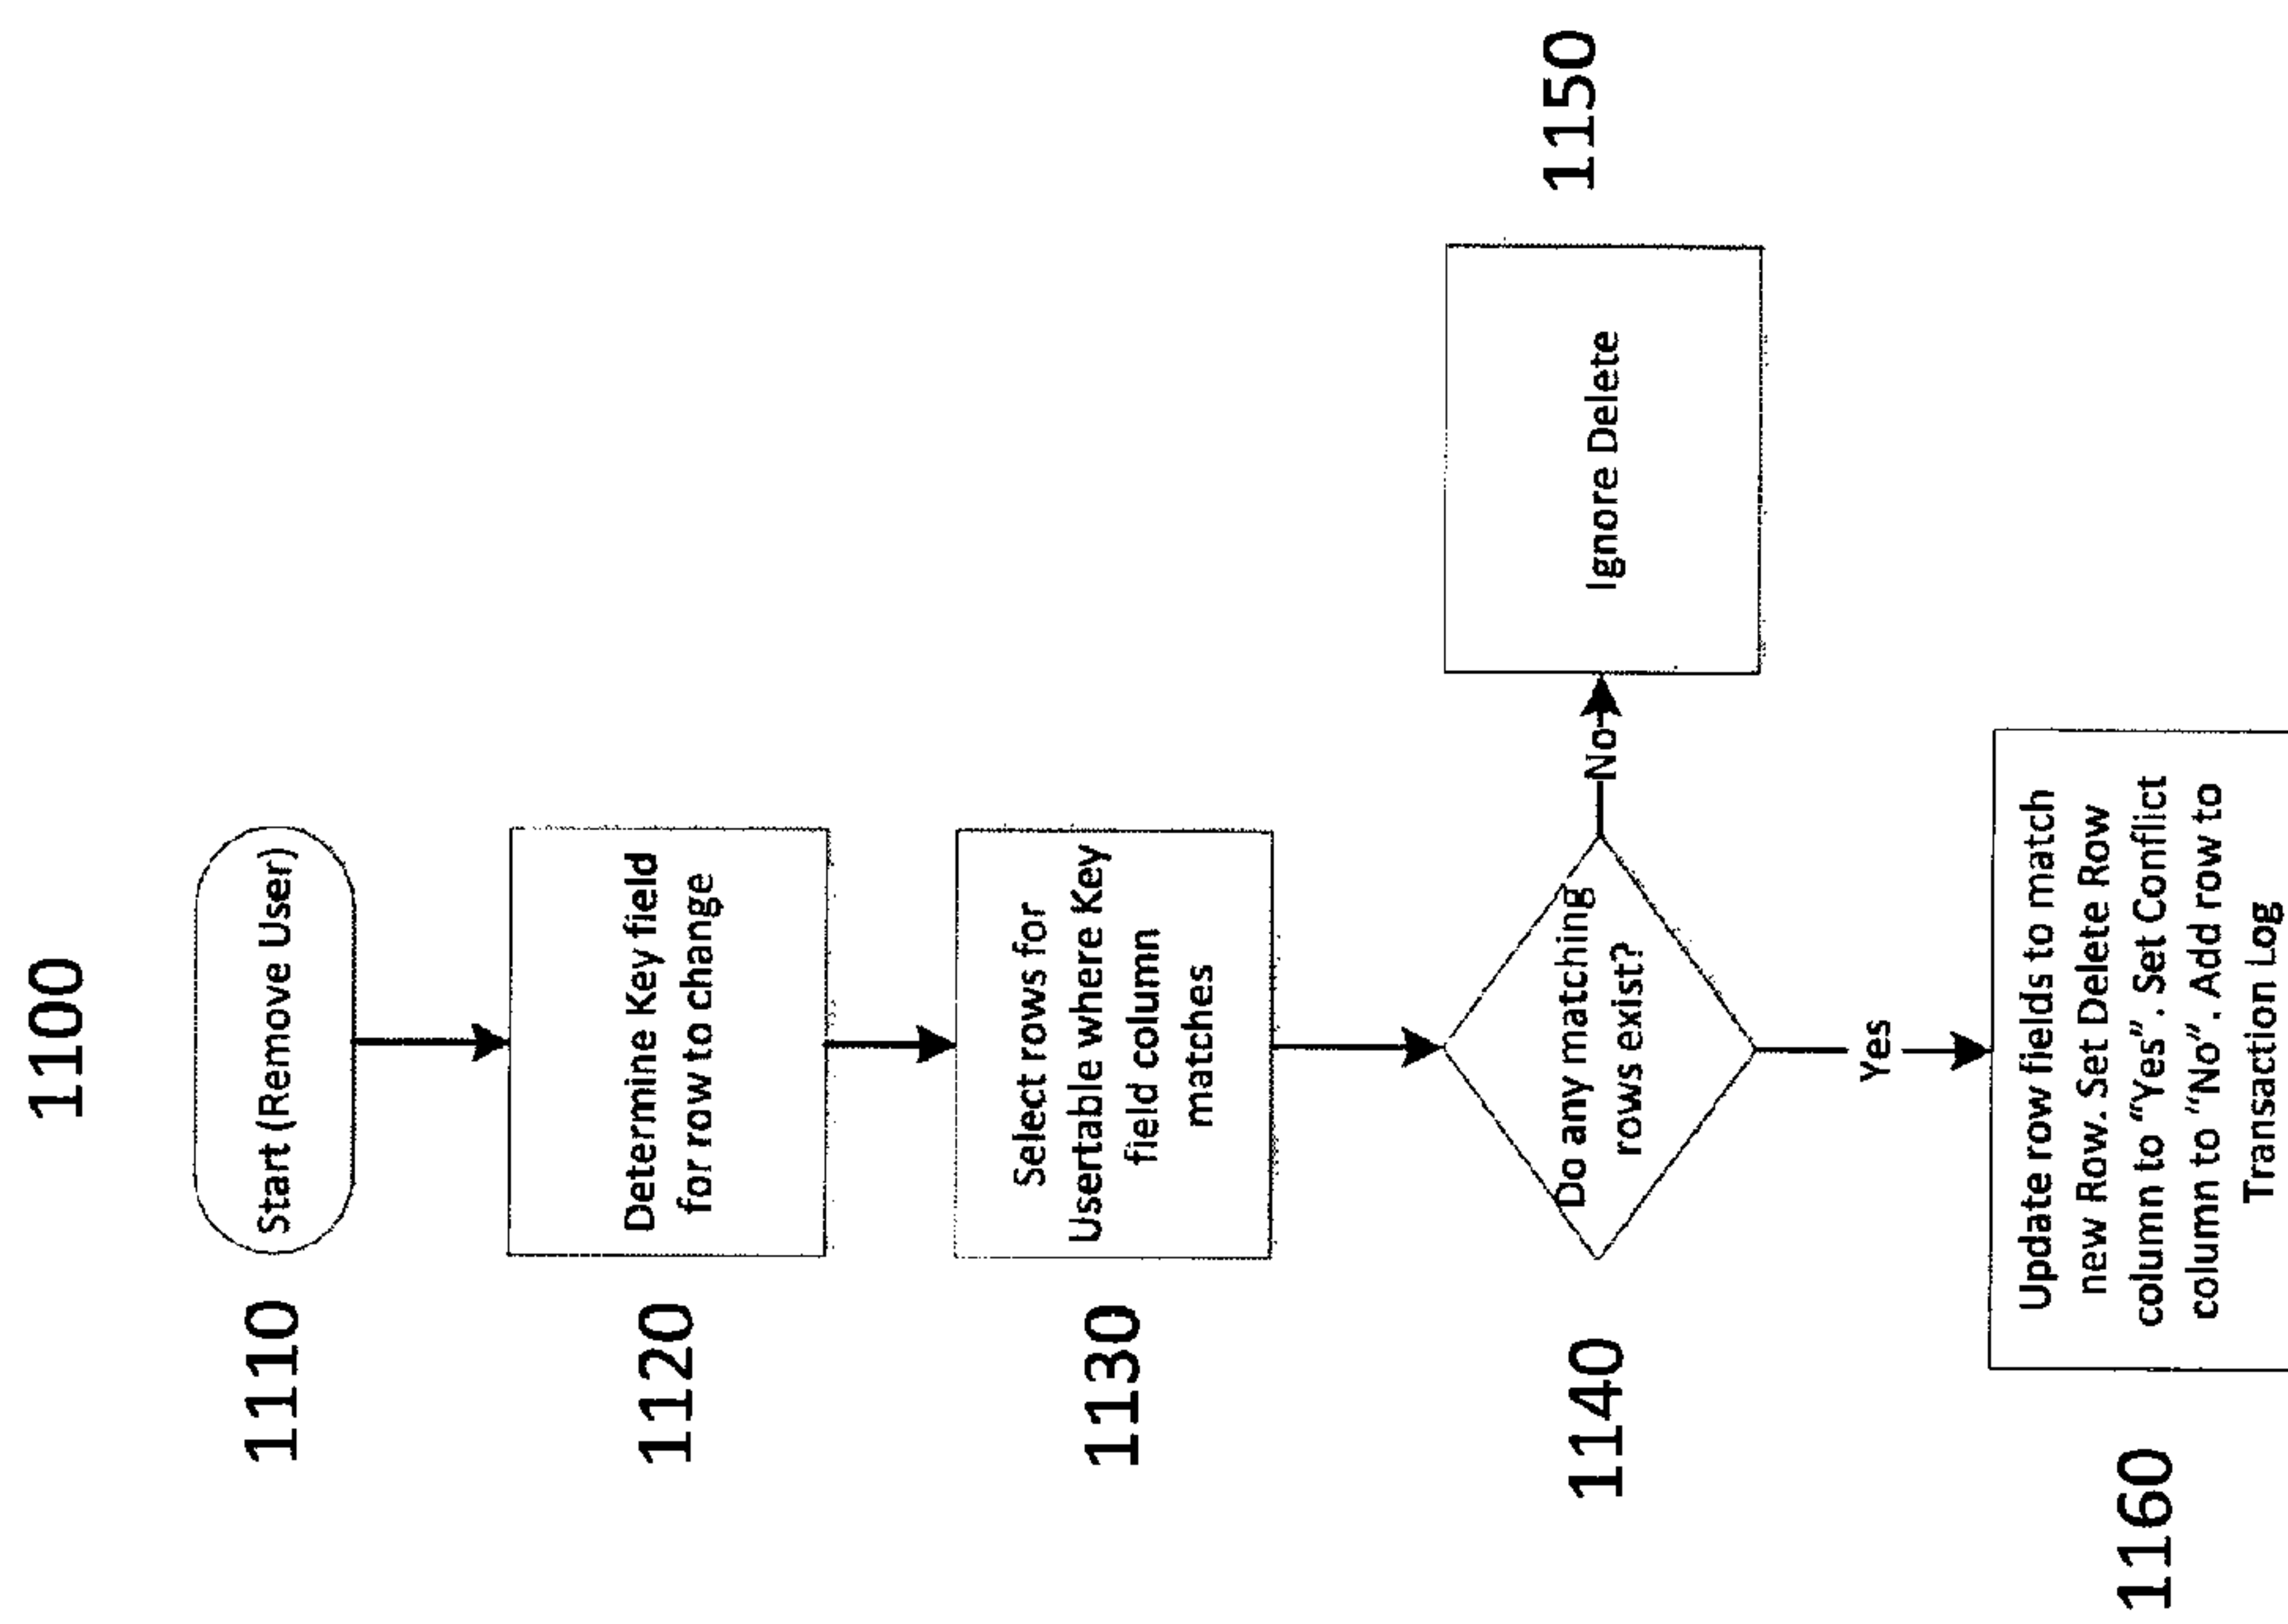 1100
1110
Start (Remove User)
1120
Determine Key field
for row to change
1130
Select rows for
Usertable where Key
field column
matches
1140
Do any matching
rows exist?
No
1150
Ignore Delete
Yes
1160
Update row fields to match
new Row. Set Delete Row
column to “Yes”. Set Conflict
column to “No”. Add row to
Transaction Log